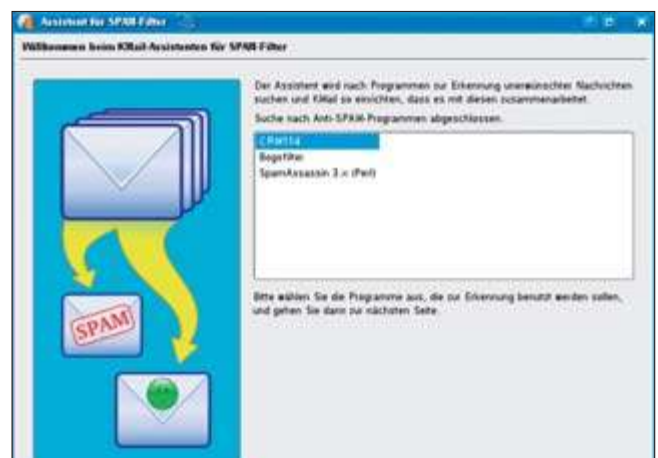 Assistent für SPAM-Filter
Willkommen beim KMail-Assistenten für SPAM-Filter
Der Assistent wird nach Programmen zur Erkennung unerwünschter Nachrichten
suchen und KMail so einrichten, dass es mit diesen zusammenarbeitet.
Suche nach Anti-SPAM-Programmen abgeschlossen.
CRM114
Bogofilter
SpamAssassin 3.x (Perl)
SPAM
Bitte wählen Sie die Programme aus, die zur Erkennung benutzt werden sollen,
und gehen Sie dann zur nächsten Seite.